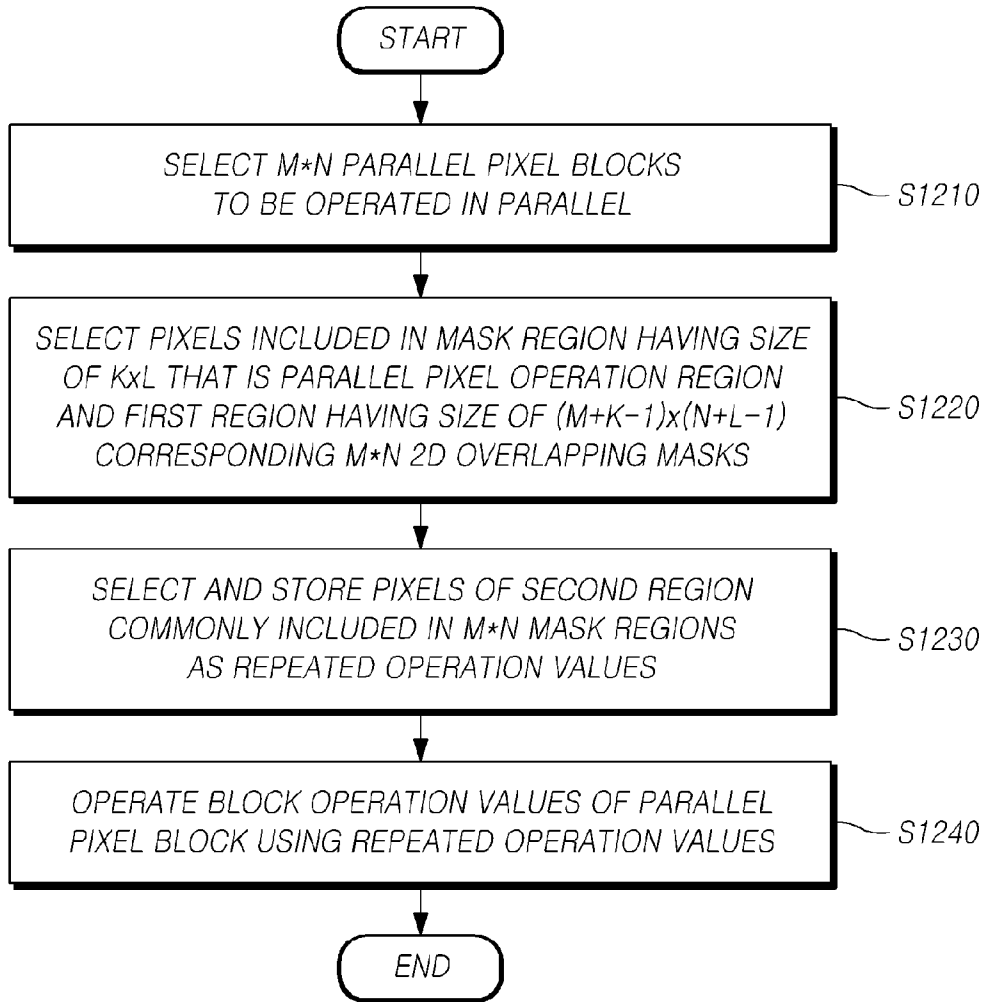 START
SELECT M*N PARALLEL PIXEL BLOCKS
TO BE OPERATED IN PARALLEL
S1210
SELECT PIXELS INCLUDED IN MASK REGION HAVING SIZE
OF KxL THAT IS PARALLEL PIXEL OPERATION REGION
AND FIRST REGION HAVING SIZE OF (M+K-1)x(N+L-1)
CORRESPONDING M*N 2D OVERLAPPING MASKS
S1220
SELECT AND STORE PIXELS OF SECOND REGION
COMMONLY INCLUDED IN M*N MASK REGIONS
AS REPEATED OPERATION VALUES
S1230
OPERATE BLOCK OPERATION VALUES OF PARALLEL
PIXEL BLOCK USING REPEATED OPERATION VALUES
S1240
END